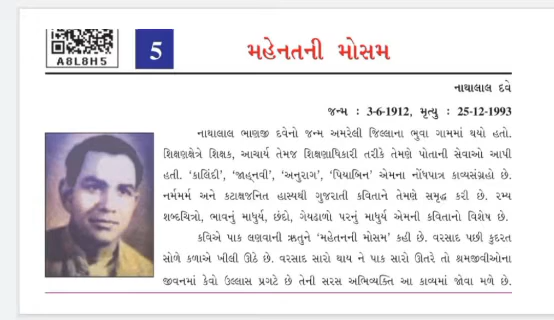 A8L8H5
5
મહેનતની મોસમ
નાથાલાલ દવે
જન્મ : 3-6-1912, મૃત્યુ : 25-12-1993
નાથાલાલ ભાણજી દવેનો જન્મ અમરેલી જિલ્લાના ભુવા ગામમાં થયો હતો.
શિક્ષણક્ષેત્રે શિક્ષક, આચાર્ય તેમજ શિક્ષણાધિકારી તરીકે તેમણે પોતાની સેવાઓ આપી
હતી. ‘કાલિંદી’, ‘જાહ્નવી’, ‘અનુરાગ’, ‘પિયાબિન’ એમના નોંધપાત્ર કાવ્યસંગ્રહો છે.
નર્મમર્મ અને કટાક્ષજનિત હાસ્યથી ગુજરાતી કવિતાને તેમણે સમૃદ્ધ કરી છે. રમ્ય
શબ્દચિત્રો, ભાવનું માધુર્ય, છંદો, ગેયઢાળો પરનું માધુર્ય એમની કવિતાનો વિશેષ છે.
કવિએ પાક લણવાની ઋતુને ‘મહેતનની મોસમ’ કહી છે. વરસાદ પછી કુદરત
સોળે કળાએ ખીલી ઊઠે છે. વરસાદ સારો થાય ને પાક સારો ઊતરે તો શ્રમજીવીઓના
જીવનમાં કેવો ઉલ્લાસ પ્રગટે છે તેની સરસ અભિવ્યક્તિ આ કાવ્યમાં જોવા મળે છે.